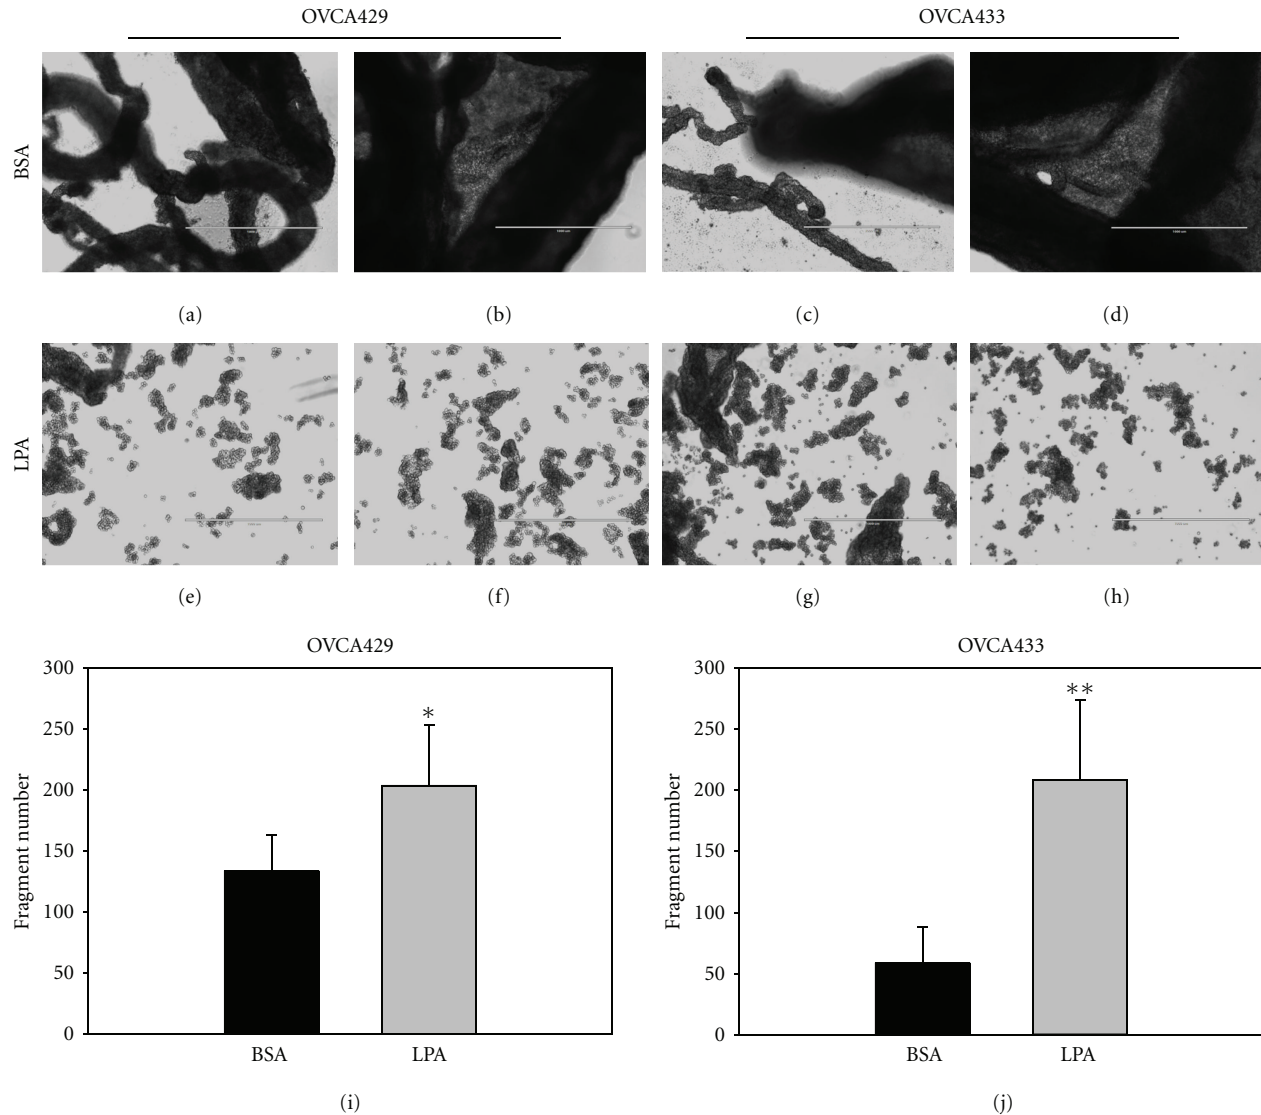 OVCA429 OVCA433
BSA
(a) (b) (c) (d)
LPA
(e) (f) (g) (h)
OVCA429
300
250
200
150
100
50
0
Fragment number
*
BSA LPA
(i)
OVCA433
300
250
200
150
100
50
0
Fragment number
**
BSA LPA
(j)